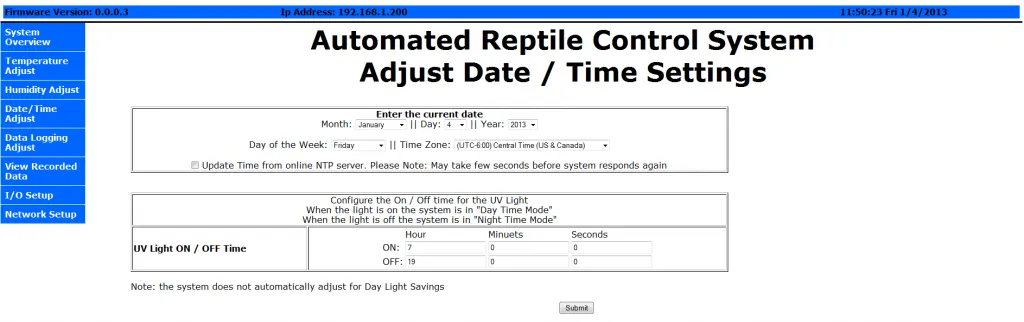 Firmware Version: 0.0.0.3 Ip Address: 192.168.1.200 11:50:23 Fri 1/4/2013
System
Overview
Temperature
Adjust
Humidity Adjust
Date/Time
Adjust
Data Logging
Adjust
View Recorded
Data
I/O Setup
Network Setup
Automated Reptile Control System
Adjust Date / Time Settings
Enter the current date
Month: January || Day: 4 || Year: 2013
Day of the Week: Friday || Time Zone: (UTC-6:00) Central Time (US & Canada)
Update Time from online NTP server. Please Note: May take few seconds before system responds again
Configure the On / Off time for the UV Light
When the light is on the system is in "Day Time Mode"
When the light is off the system is in "Night Time Mode"
UV Light ON / OFF Time
Hour Minuets Seconds
ON: 7 0 0
OFF: 19 0 0
Note: the system does not automatically adjust for Day Light Savings
Submit